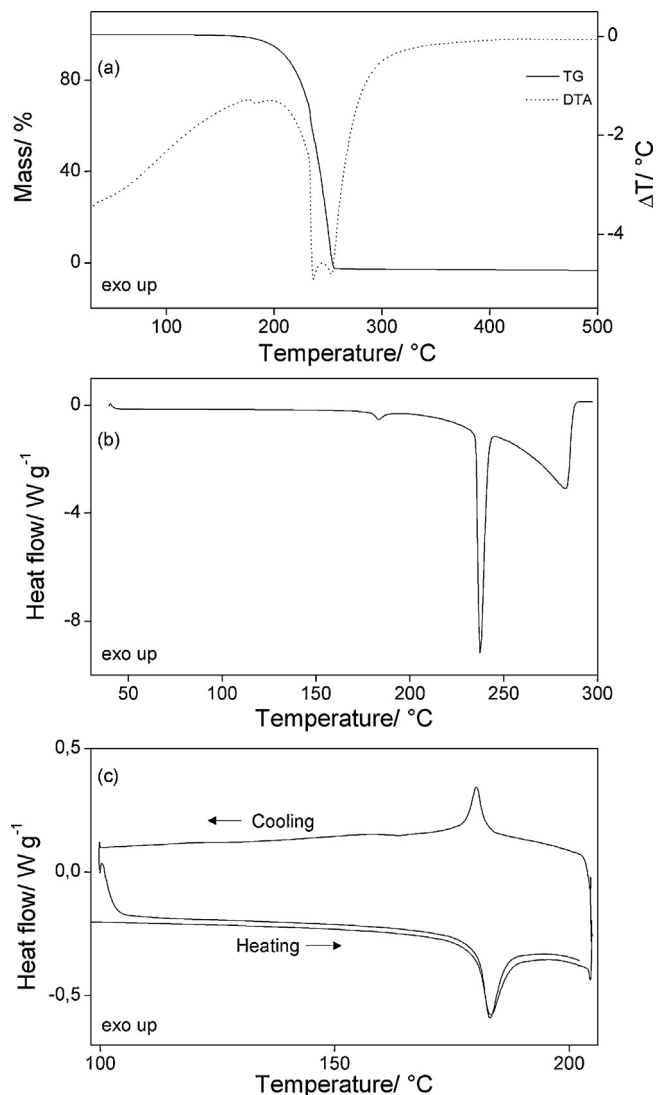 (a)
TG
DTA
80
40
0
Mass/ %
0
-2
-4
ΔT/ °C
exo up
100 200 300 400 500
Temperature/ °C
(b)
0
-4
-8
Heat flow/ W g⁻¹
exo up
50 100 150 200 250 300
Temperature/ °C
(c)
0,5
0,0
-0,5
Heat flow/ W g⁻¹
Cooling
Heating
exo up
100 150 200
Temperature/ °C